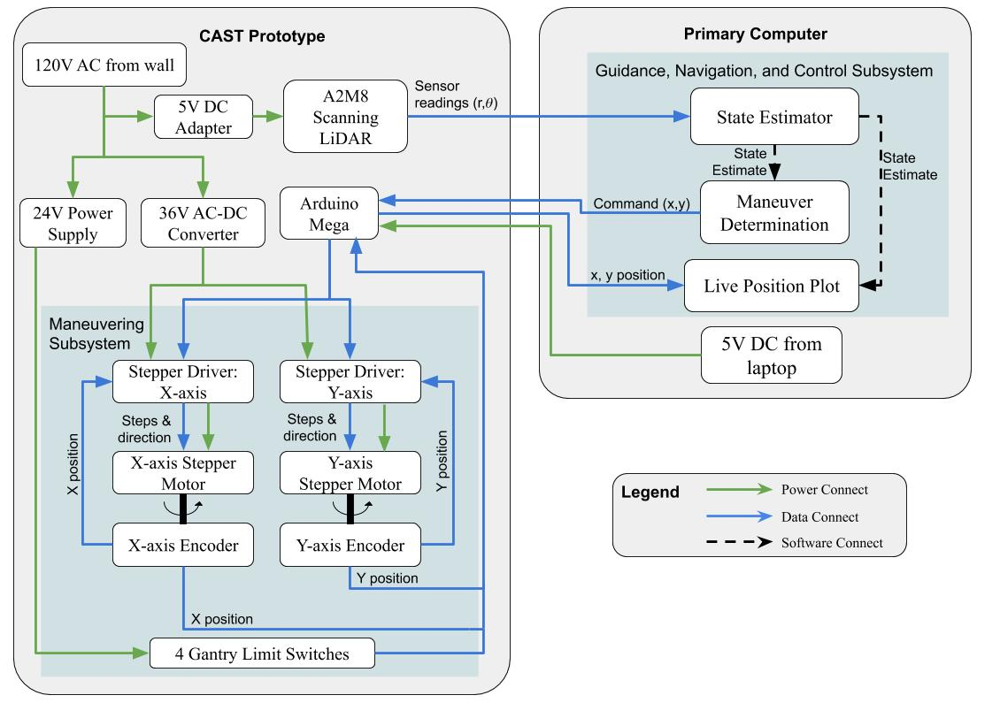 CAST Prototype
120V AC from wall
5V DC
Adapter
A2M8
Scanning
LiDAR
Sensor
readings (r,θ)
24V Power
Supply
36V AC-DC
Converter
Arduino
Mega
Maneuvering
Subsystem
Stepper Driver:
X-axis
Stepper Driver:
Y-axis
Steps &
direction
Steps &
direction
X position
Y position
X-axis Stepper
Motor
Y-axis
Stepper Motor
X-axis Encoder
Y-axis Encoder
Y position
X position
4 Gantry Limit Switches
Primary Computer
Guidance, Navigation, and Control Subsystem
State Estimator
State
Estimate
State
Estimate
Command (x,y)
Maneuver
Determination
x, y position
Live Position Plot
5V DC from
laptop
Legend
Power Connect
Data Connect
Software Connect